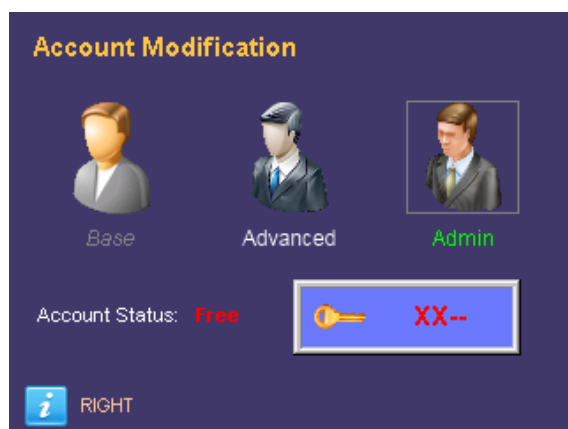 Account Modification
Base Advanced Admin
Account Status: Free XX--
RIGHT